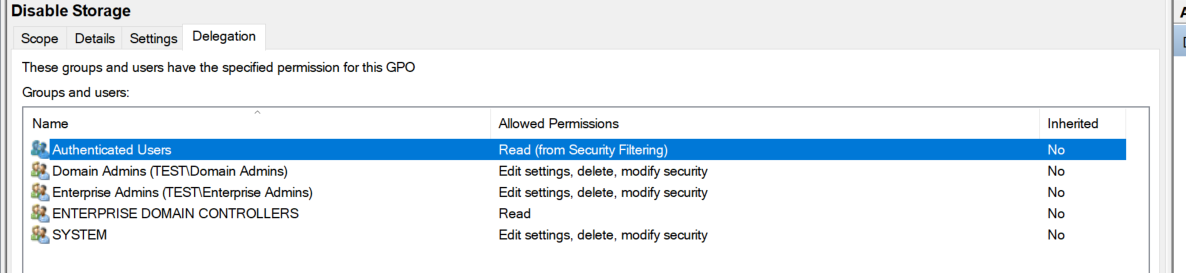 Disable Storage
Scope Details Settings Delegation
These groups and users have the specified permission for this GPO
Groups and users:
Name Allowed Permissions Inherited
Authenticated Users Read (from Security Filtering) No
Domain Admins (TEST\Domain Admins) Edit settings, delete, modify security No
Enterprise Admins (TEST\Enterprise Admins) Edit settings, delete, modify security No
ENTERPRISE DOMAIN CONTROLLERS Read No
SYSTEM Edit settings, delete, modify security No